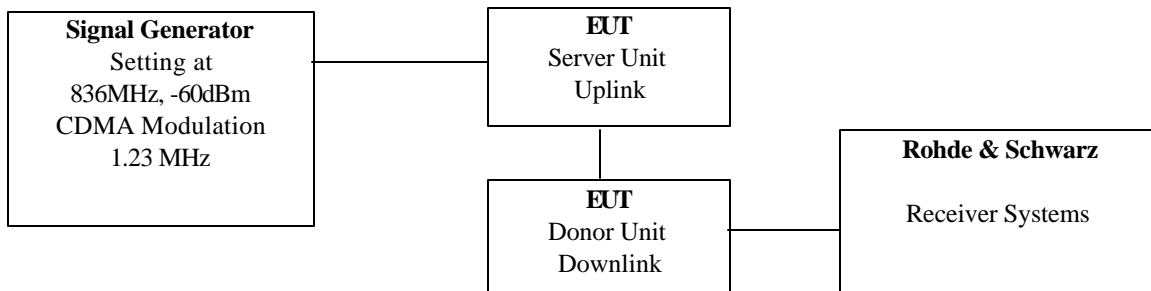 Signal Generator
Setting at
836MHz, -60dBm
CDMA Modulation
1.23 MHz
EUT
Server Unit
Uplink
EUT
Donor Unit
Downlink
Rohde & Schwarz
Receiver Systems